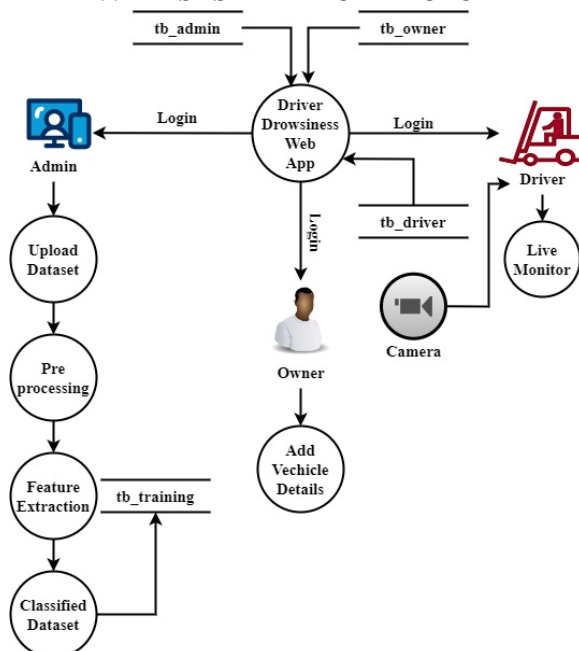 tb_admin
tb_owner
Driver
Drowsiness
Web
App
Login
Login
Admin
Driver
Login
tb_driver
Upload
Dataset
Live
Monitor
Camera
Owner
Pre
processing
Add
Vechicle
Details
Feature
Extraction
tb_training
Classified
Dataset